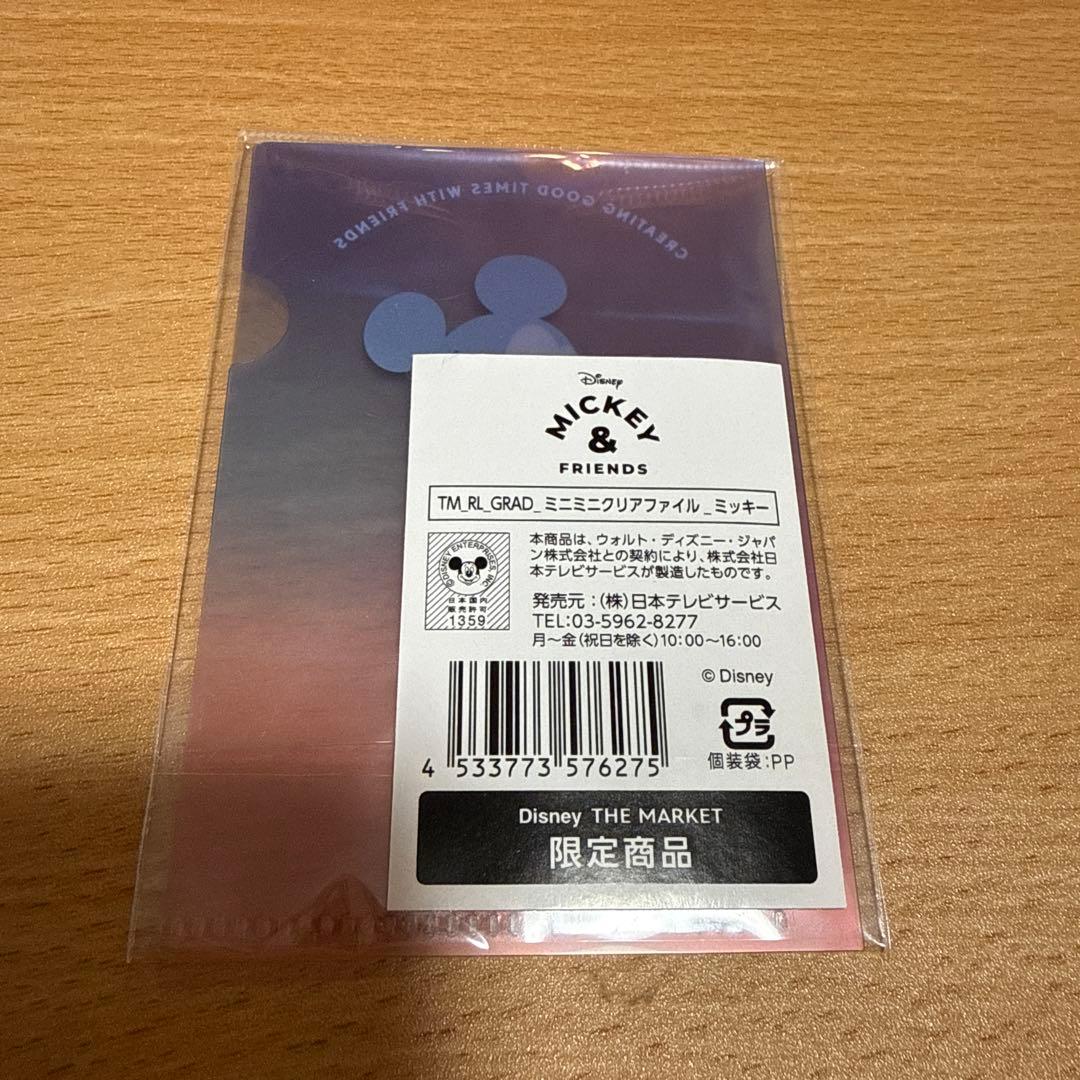 CREATING GOOD TIMES WITH FRIENDS
Disney
MICKEY
&
FRIENDS
TM_RL_GRAD_ミニミニクリアファイル_ミッキー
本商品は、ウォルト・ディズニー・ジャパ
ン株式会社との契約により、株式会社日
本テレビサービスが製造したものです。
©DISNEY ENTERPRISES, INC.
日本国内
販売許可
1359
発売元:(株)日本テレビサービス
TEL:03-5962-8277
月~金(祝日を除く)10:00~16:00
© Disney
プラ
個装袋:PP
4 533773 576275
Disney THE MARKET
限定商品